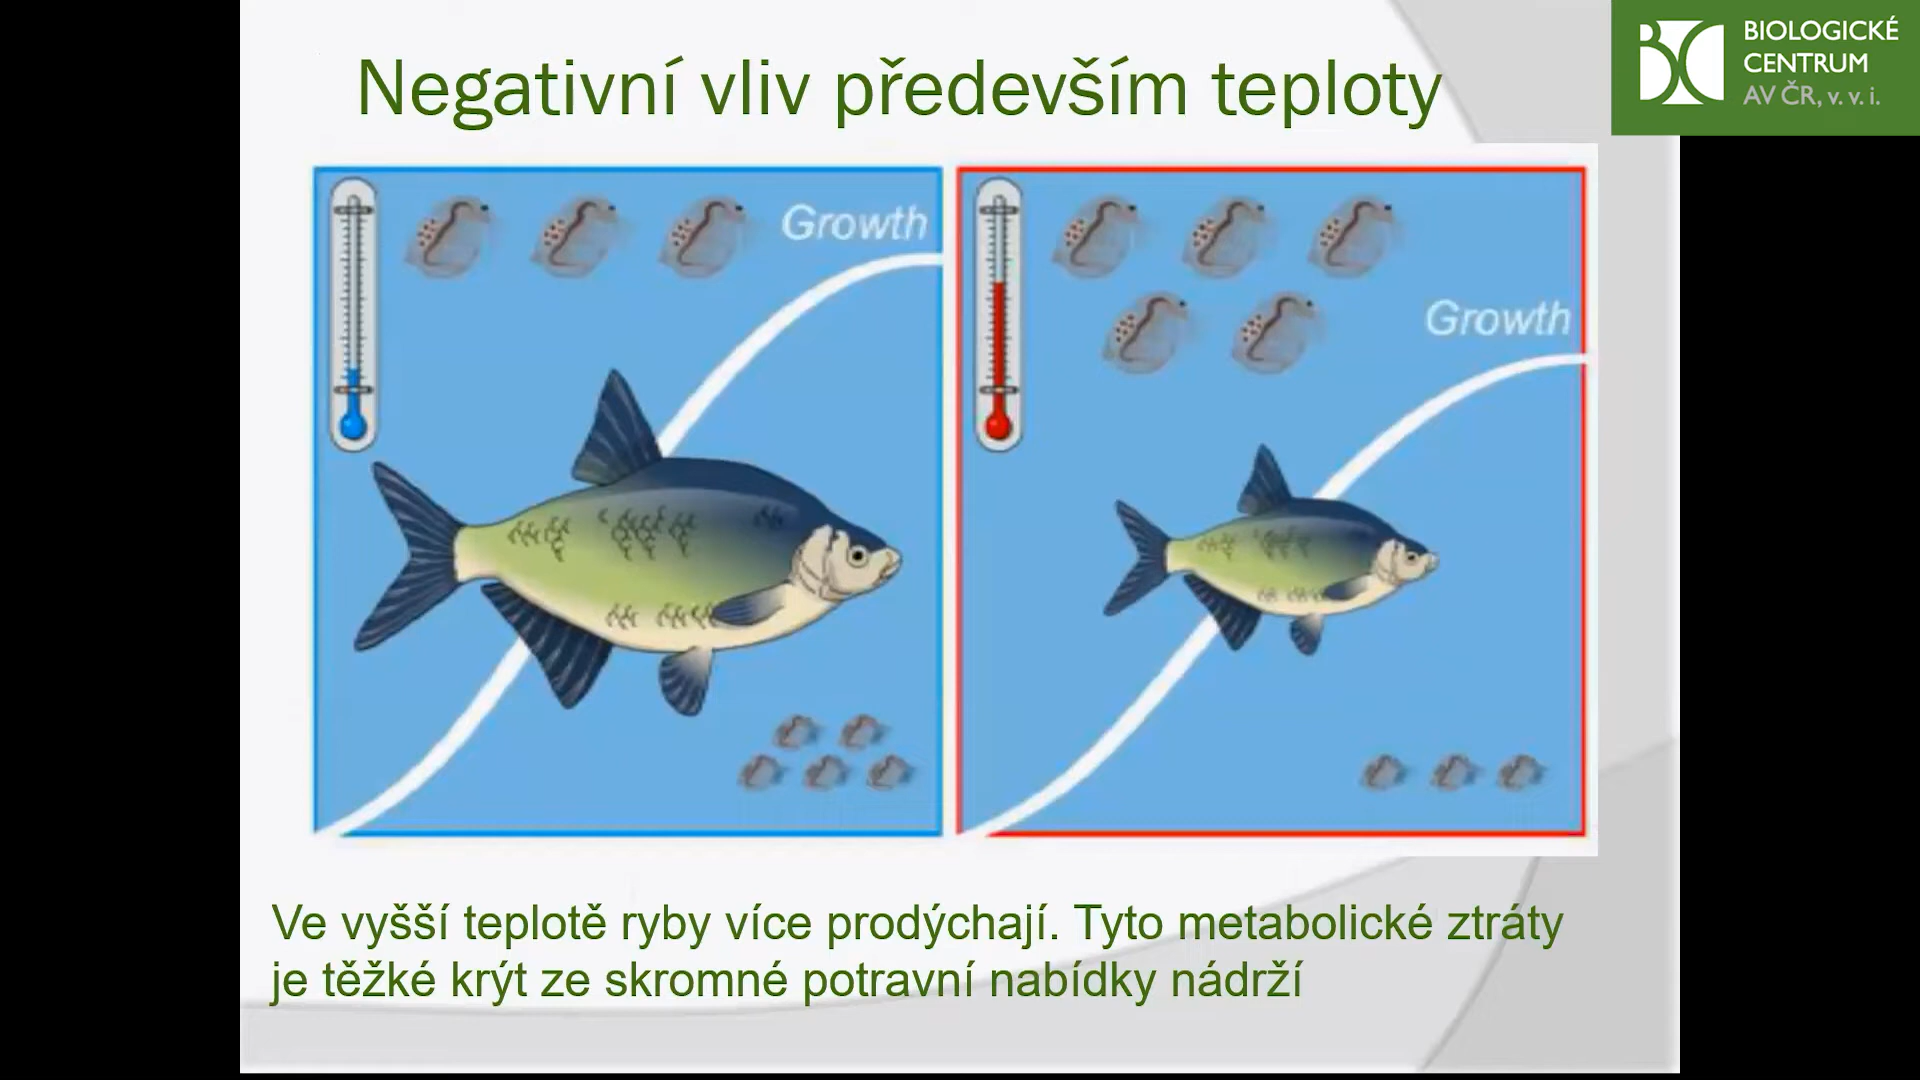 Negativní vliv především teploty
BIOLOGICKÉ
CENTRUM
AV ČR, v. v. i.
Growth
Growth
Ve vyšší teplotě ryby více prodýchají. Tyto metabolické ztráty
je těžké krýt ze skromné potravní nabídky nádrží